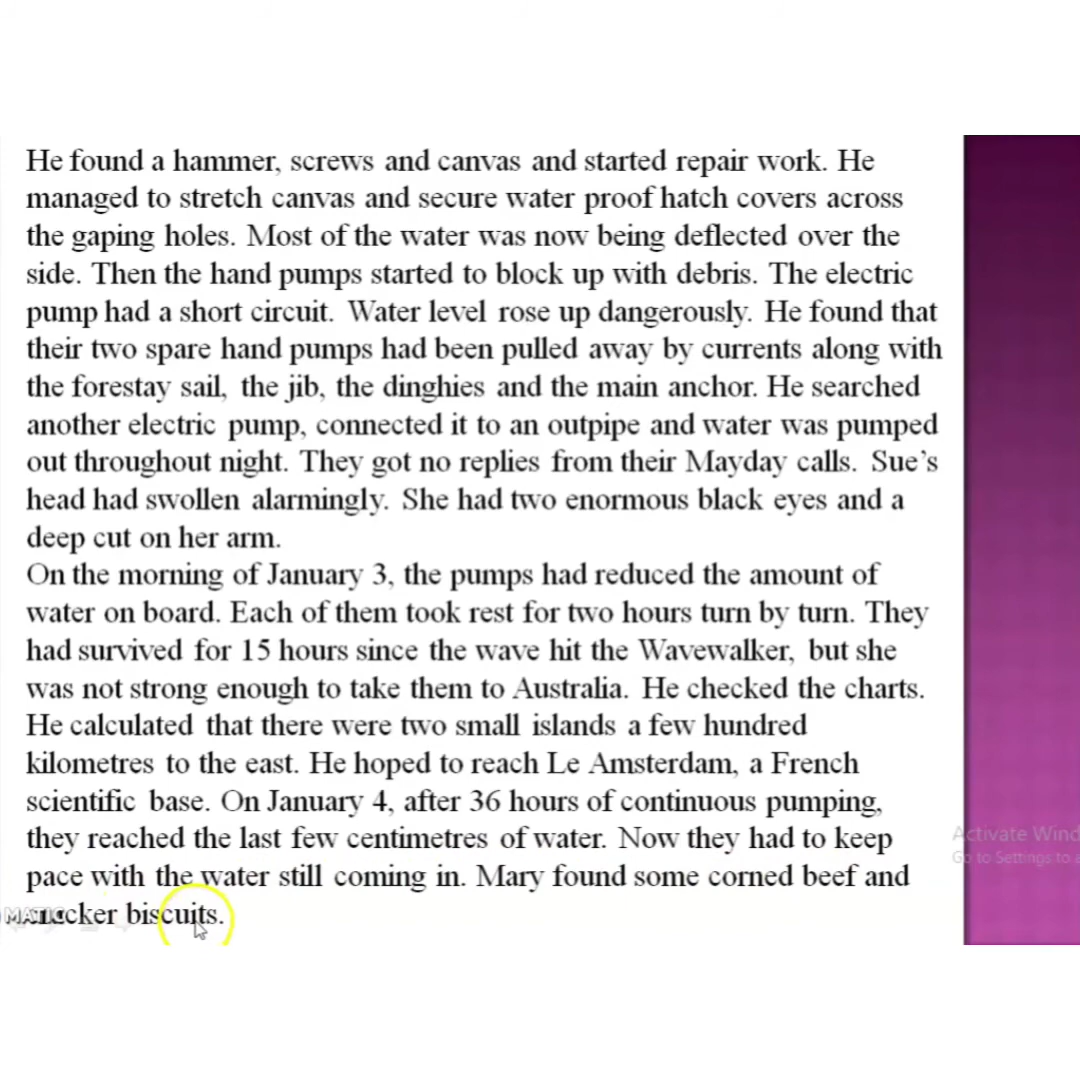 He found a hammer, screws and canvas and started repair work. He
managed to stretch canvas and secure water proof hatch covers across
the gaping holes. Most of the water was now being deflected over the
side. Then the hand pumps started to block up with debris. The electric
pump had a short circuit. Water level rose up dangerously. He found that
their two spare hand pumps had been pulled away by currents along with
the forestay sail, the jib, the dinghies and the main anchor. He searched
another electric pump, connected it to an outpipe and water was pumped
out throughout night. They got no replies from their Mayday calls. Sue's
head had swollen alarmingly. She had two enormous black eyes and a
deep cut on her arm.
On the morning of January 3, the pumps had reduced the amount of
water on board. Each of them took rest for two hours turn by turn. They
had survived for 15 hours since the wave hit the Wavewalker, but she
was not strong enough to take them to Australia. He checked the charts.
He calculated that there were two small islands a few hundred
kilometres to the east. He hoped to reach Le Amsterdam, a French
scientific base. On January 4, after 36 hours of continuous pumping,
they reached the last few centimetres of water. Now they had to keep
pace with the water still coming in. Mary found some corned beef and
biscuits.
Activate Wind
Go to Settings to a